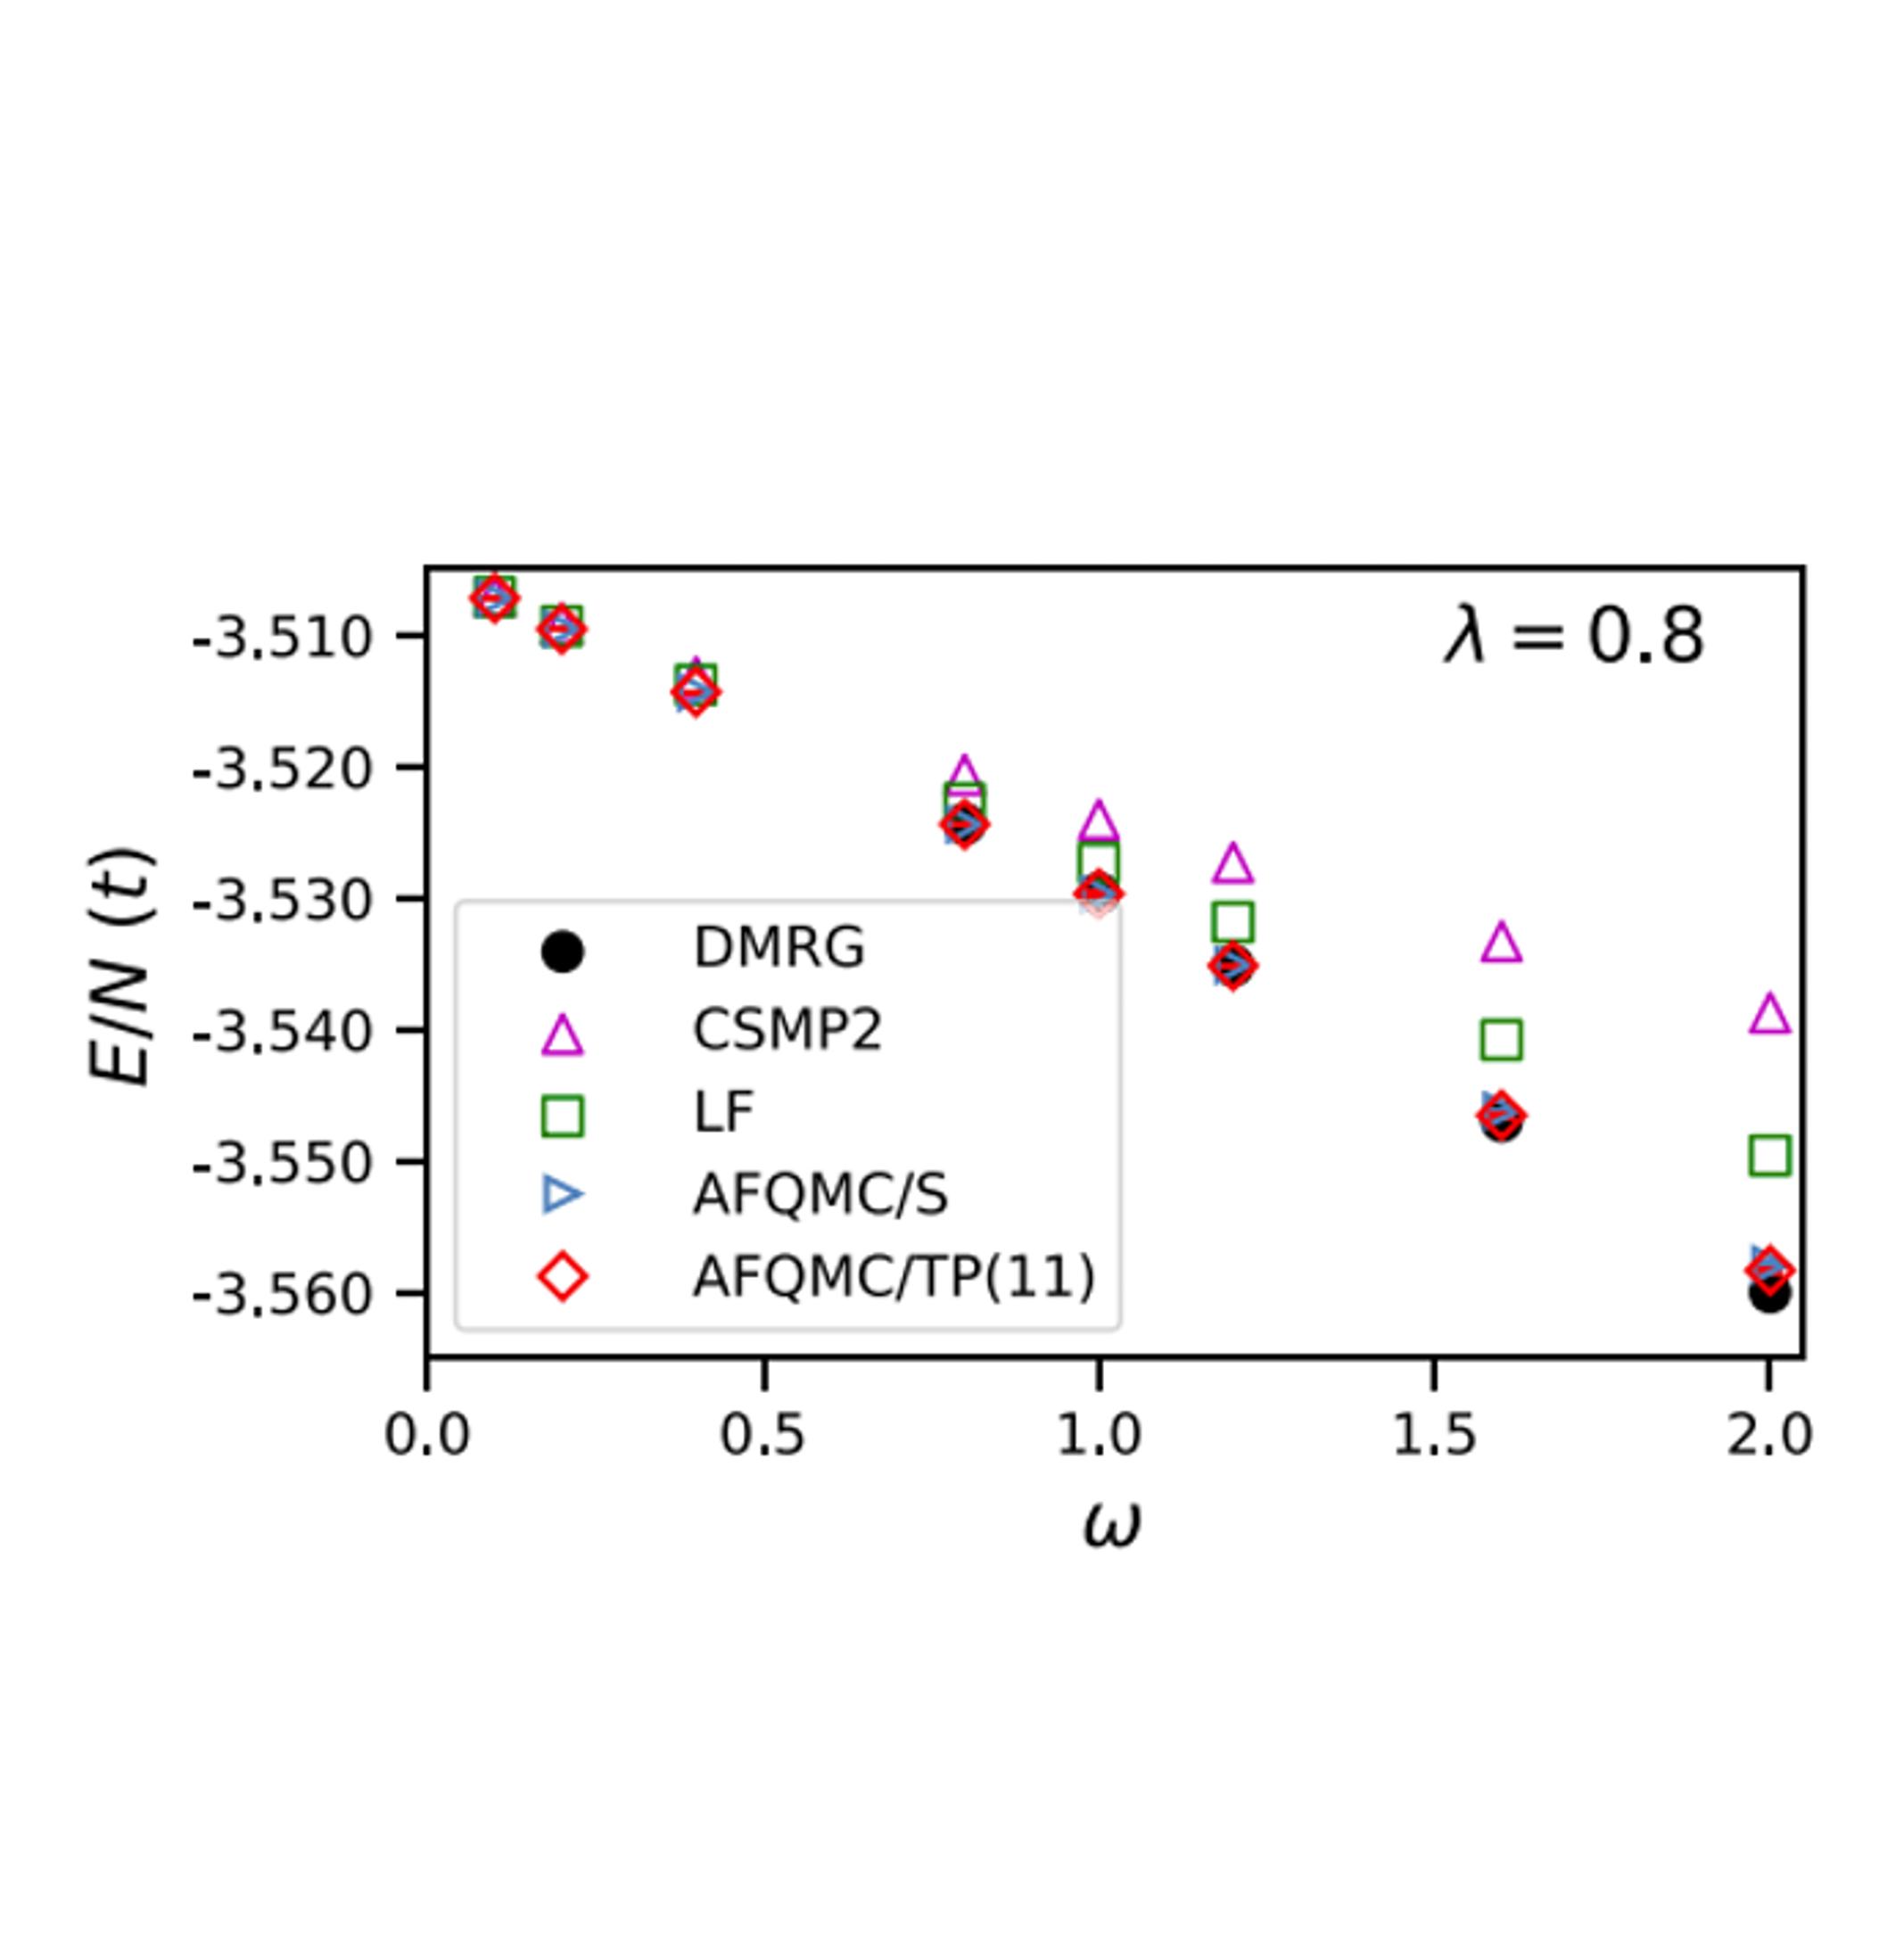 λ = 0.8
-3.510
-3.520
-3.530
-3.540
-3.550
-3.560
E/N (t)
DMRG
CSMP2
LF
AFQMC/S
AFQMC/TP(11)
0.0 0.5 1.0 1.5 2.0
ω